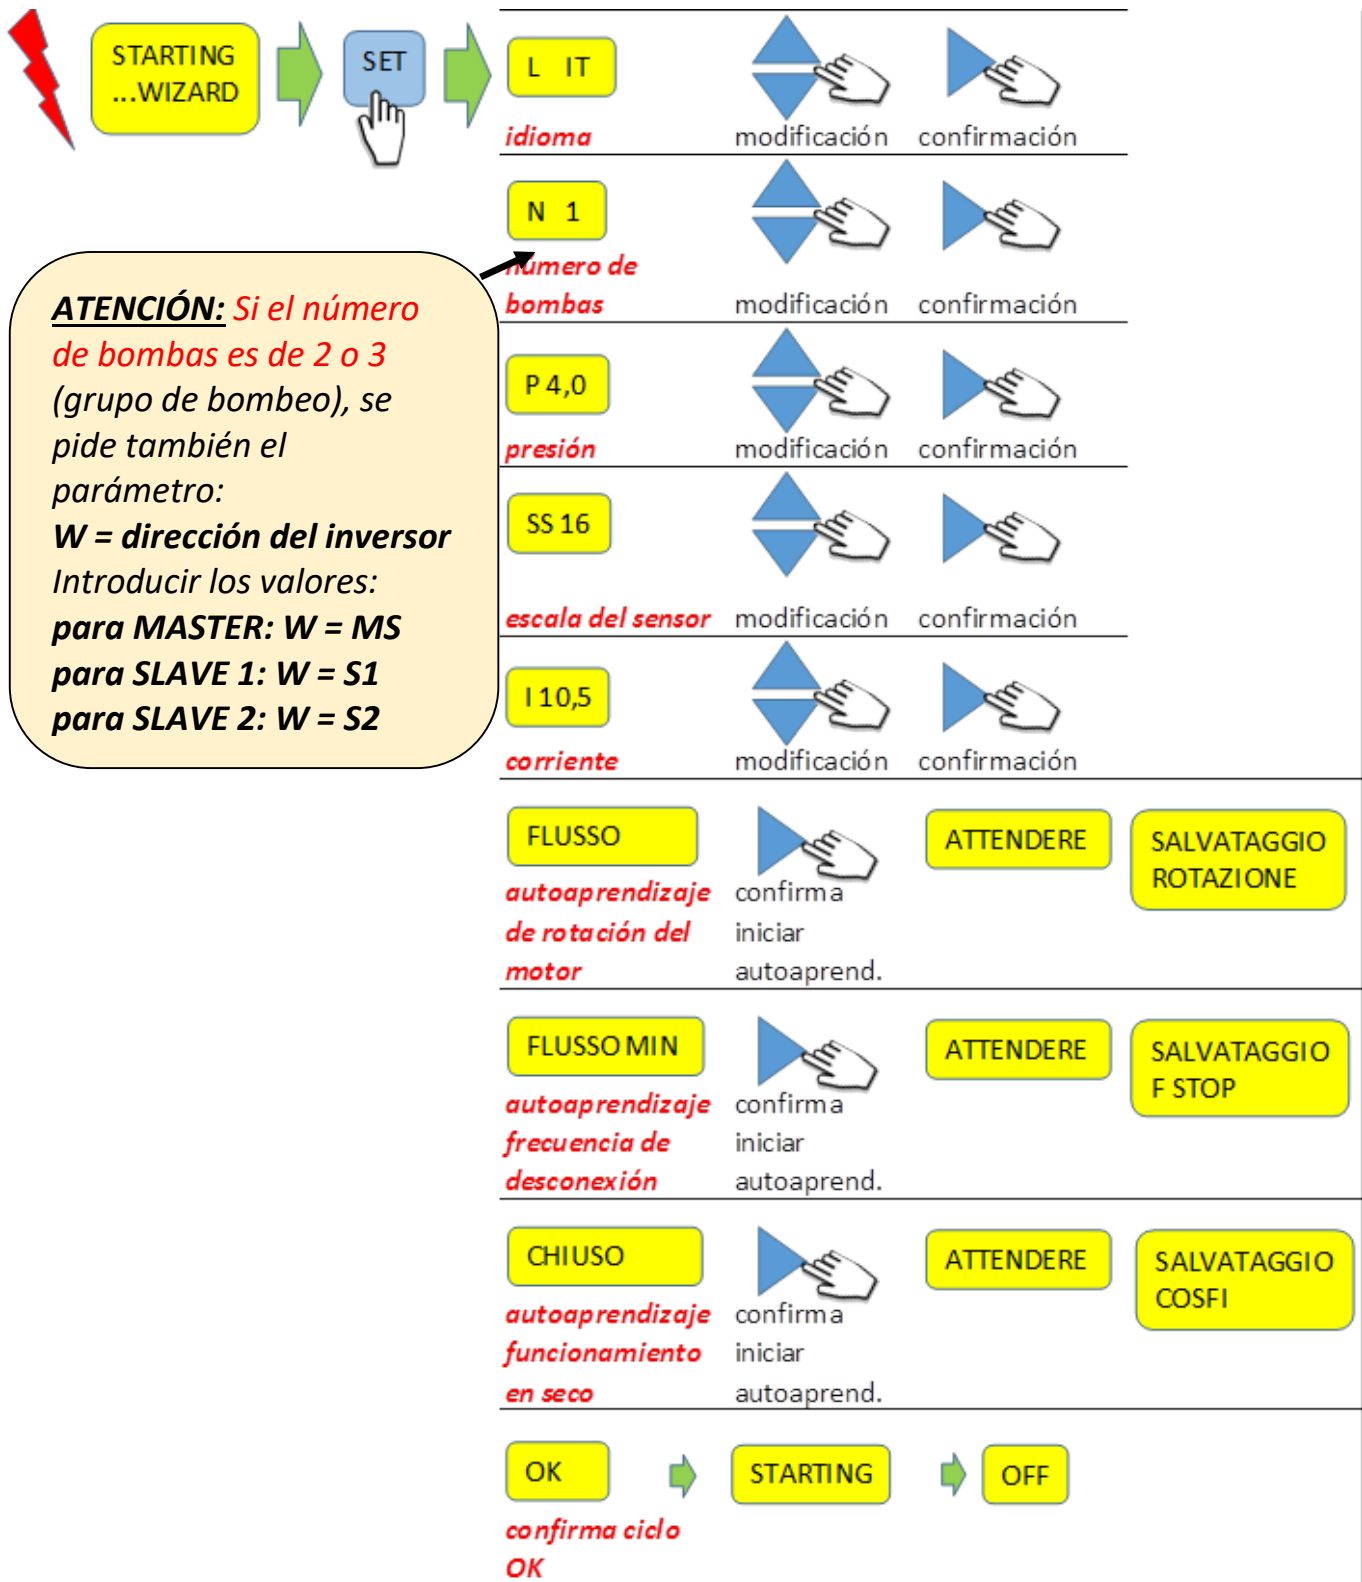 STARTING
...WIZARD
SET
L IT
idioma modificación confirmación
N 1
número de
bombas modificación confirmación
ATENCIÓN: Si el número
de bombas es de 2 o 3
(grupo de bombeo), se
pide también el
parámetro:
W = dirección del inversor
Introducir los valores:
para MASTER: W = MS
para SLAVE 1: W = S1
para SLAVE 2: W = S2
P 4,0
presión modificación confirmación
SS 16
escala del sensor modificación confirmación
I 10,5
corriente modificación confirmación
FLUSSO
autoaprendizaje
de rotación del
motor
confirma
iniciar
autoaprend.
ATTENDERE
SALVATAGGIO
ROTAZIONE
FLUSSO MIN
autoaprendizaje
frecuencia de
desconexión
confirma
iniciar
autoaprend.
ATTENDERE
SALVATAGGIO
F STOP
CHIUSO
autoaprendizaje
funcionamiento
en seco
confirma
iniciar
autoaprend.
ATTENDERE
SALVATAGGIO
COSFI
OK
confirma ciclo
OK
STARTING
OFF